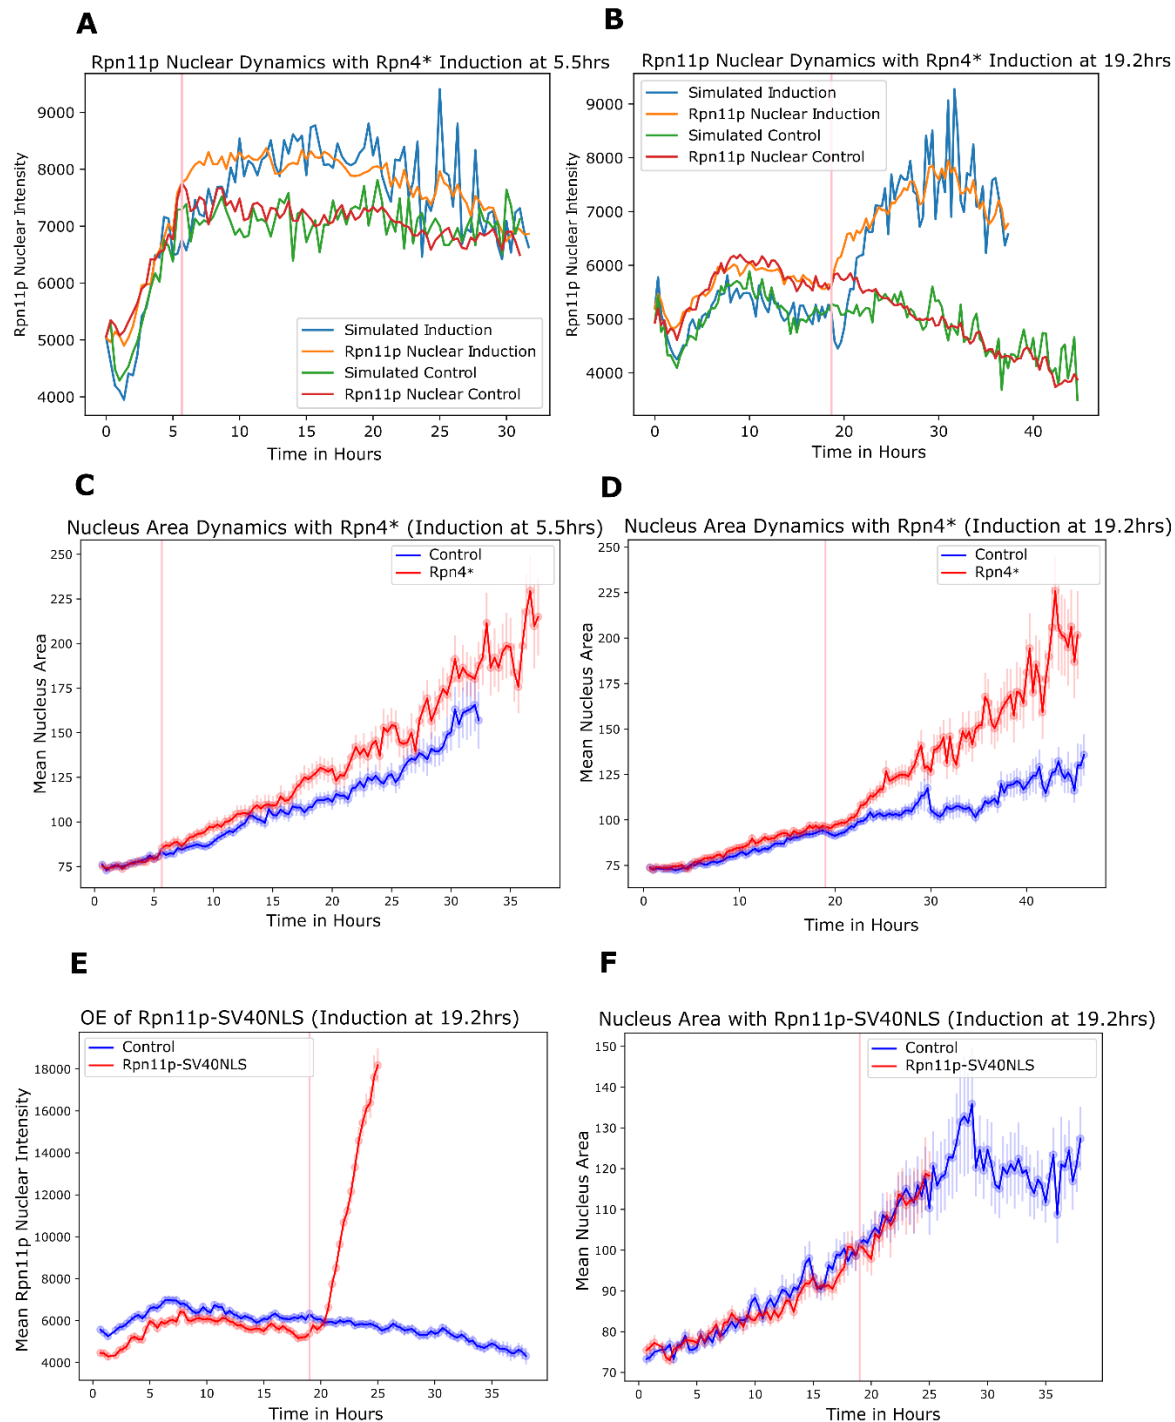 A
Rpn11p Nuclear Dynamics with Rpn4* Induction at 5.5hrs
Rpn11p Nuclear Intensity
9000
8000
7000
6000
5000
4000
Simulated Induction
Rpn11p Nuclear Induction
Simulated Control
Rpn11p Nuclear Control
0 5 10 15 20 25 30
Time in Hours
B
Rpn11p Nuclear Dynamics with Rpn4* Induction at 19.2hrs
Rpn11p Nuclear Intensity
9000
8000
7000
6000
5000
4000
Simulated Induction
Rpn11p Nuclear Induction
Simulated Control
Rpn11p Nuclear Control
0 10 20 30 40
Time in Hours
C
Nucleus Area Dynamics with Rpn4* (Induction at 5.5hrs)
Mean Nucleus Area
250
225
200
175
150
125
100
75
Control
Rpn4*
0 5 10 15 20 25 30 35
Time in Hours
D
Nucleus Area Dynamics with Rpn4* (Induction at 19.2hrs)
Mean Nucleus Area
250
225
200
175
150
125
100
75
Control
Rpn4*
0 10 20 30 40
Time in Hours
E
OE of Rpn11p-SV40NLS (Induction at 19.2hrs)
Mean Rpn11p Nuclear Intensity
18000
16000
14000
12000
10000
8000
6000
4000
Control
Rpn11p-SV40NLS
0 5 10 15 20 25 30 35
Time in Hours
F
Nucleus Area with Rpn11p-SV40NLS (Induction at 19.2hrs)
Mean Nucleus Area
150
140
130
120
110
100
90
80
70
Control
Rpn11p-SV40NLS
0 5 10 15 20 25 30 35
Time in Hours